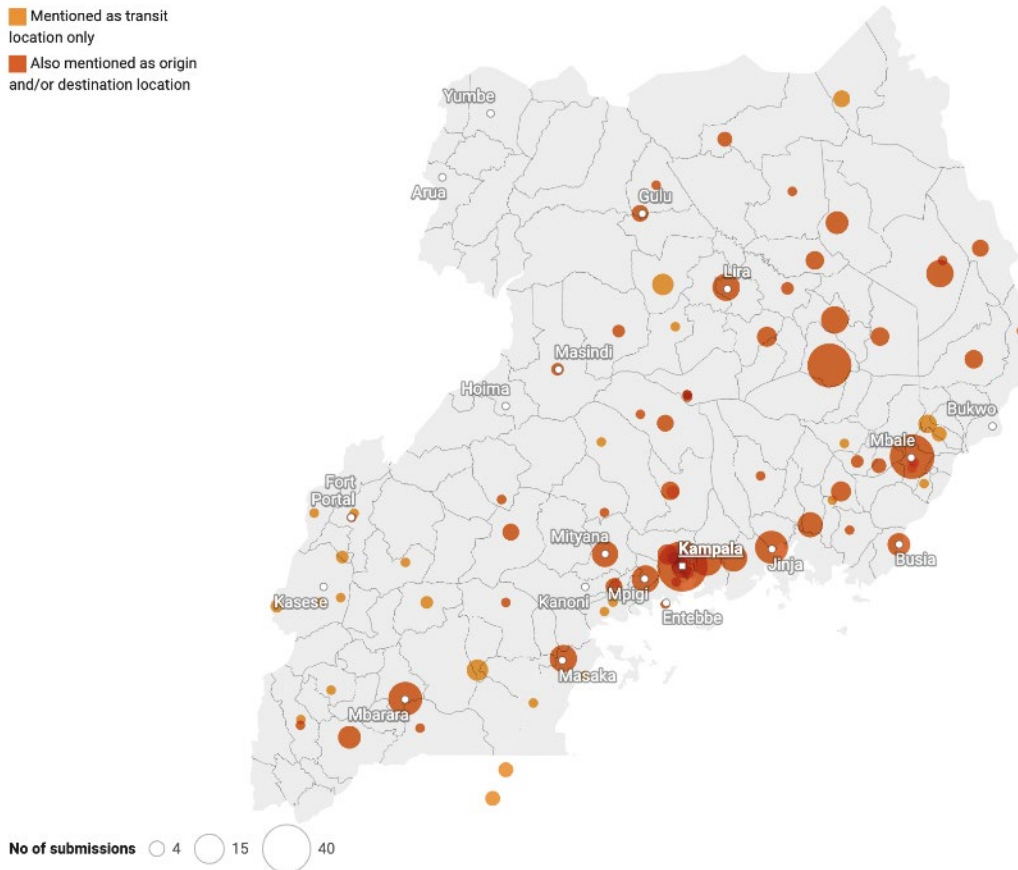 Mentioned as transit
location only
Also mentioned as origin
and/or destination location
Yumbe
Arua
Gulu
Lira
Masindi
Hoima
Bukwo
Mbale
Fort
Portal
Mityana
Kampala
Jinja
Busia
Kasese
Kanoni
Mpigi
Entebbe
Masaka
Mbarara
No of submissions 4 15 40